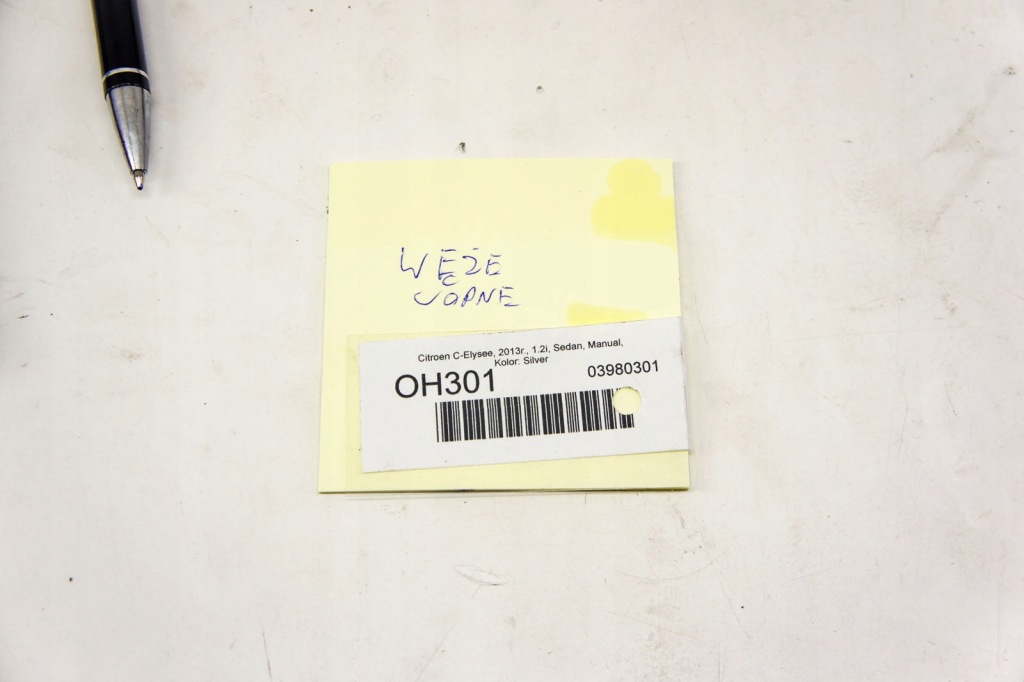 WĘŻE
WODNE
Citroen C-Elysee, 2013r., 1.2i, Sedan, Manual,
Kolor: Silver
OH301 03980301